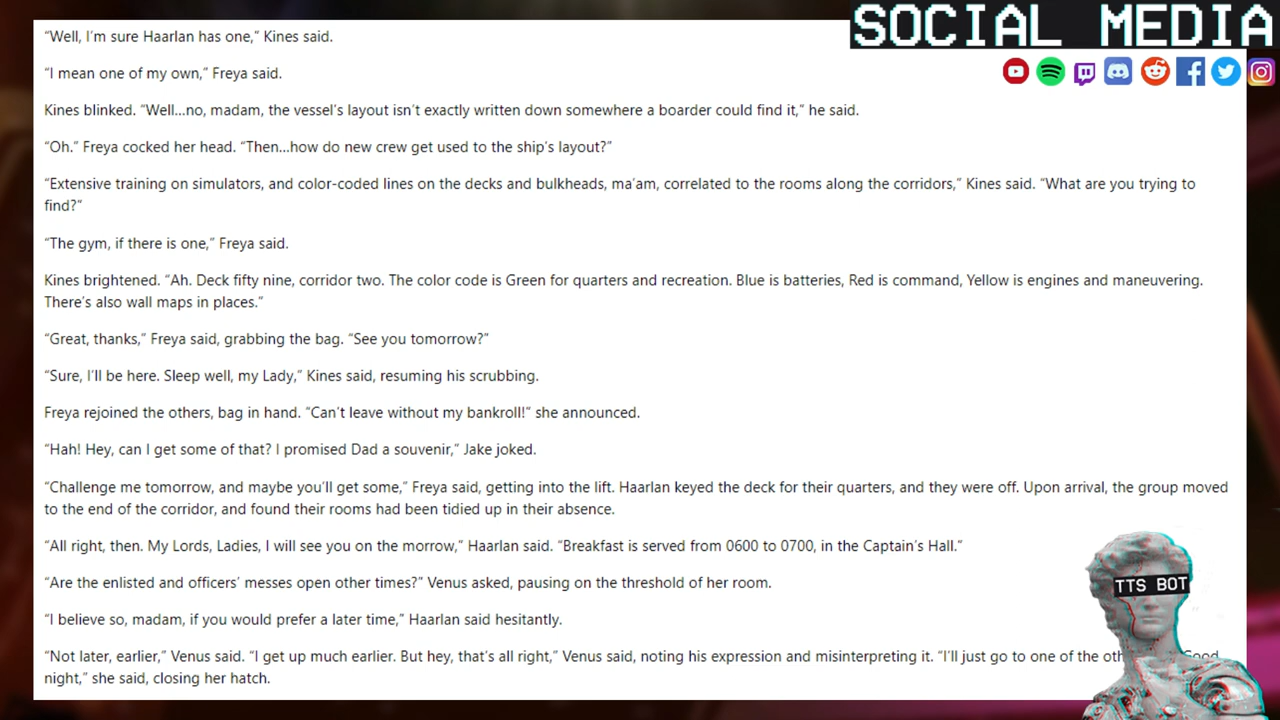 SOCIAL MEDIA
“Well, I’m sure Haarlan has one,” Kines said.
“I mean one of my own,” Freya said.
Kines blinked. “Well...no, madam, the vessel’s layout isn’t exactly written down somewhere a boarder could find it,” he said.
“Oh.” Freya cocked her head. “Then...how do new crew get used to the ship’s layout?”
“Extensive training on simulators, and color-coded lines on the decks and bulkheads, ma’am, correlated to the rooms along the corridors,” Kines said. “What are you trying to
find?”
“The gym, if there is one,” Freya said.
Kines brightened. “Ah. Deck fifty nine, corridor two. The color code is Green for quarters and recreation. Blue is batteries, Red is command, Yellow is engines and maneuvering.
There’s also wall maps in places.”
“Great, thanks,” Freya said, grabbing the bag. “See you tomorrow?”
“Sure, I’ll be here. Sleep well, my Lady,” Kines said, resuming his scrubbing.
Freya rejoined the others, bag in hand. “Can’t leave without my bankroll!” she announced.
“Hah! Hey, can I get some of that? I promised Dad a souvenir,” Jake joked.
“Challenge me tomorrow, and maybe you’ll get some,” Freya said, getting into the lift. Haarlan keyed the deck for their quarters, and they were off. Upon arrival, the group moved
to the end of the corridor, and found their rooms had been tidied up in their absence.
“All right, then. My Lords, Ladies, I will see you on the morrow,” Haarlan said. “Breakfast is served from 0600 to 0700, in the Captain’s Hall.”
“Are the enlisted and officers’ messes open other times?” Venus asked, pausing on the threshold of her room.
“I believe so, madam, if you would prefer a later time,” Haarlan said hesitantly.
“Not later, earlier,” Venus said. “I get up much earlier. But hey, that’s all right,” Venus said, noting his expression and misinterpreting it. “I’ll just go to one of the Good
night,” she said, closing her hatch.
TTS BOT